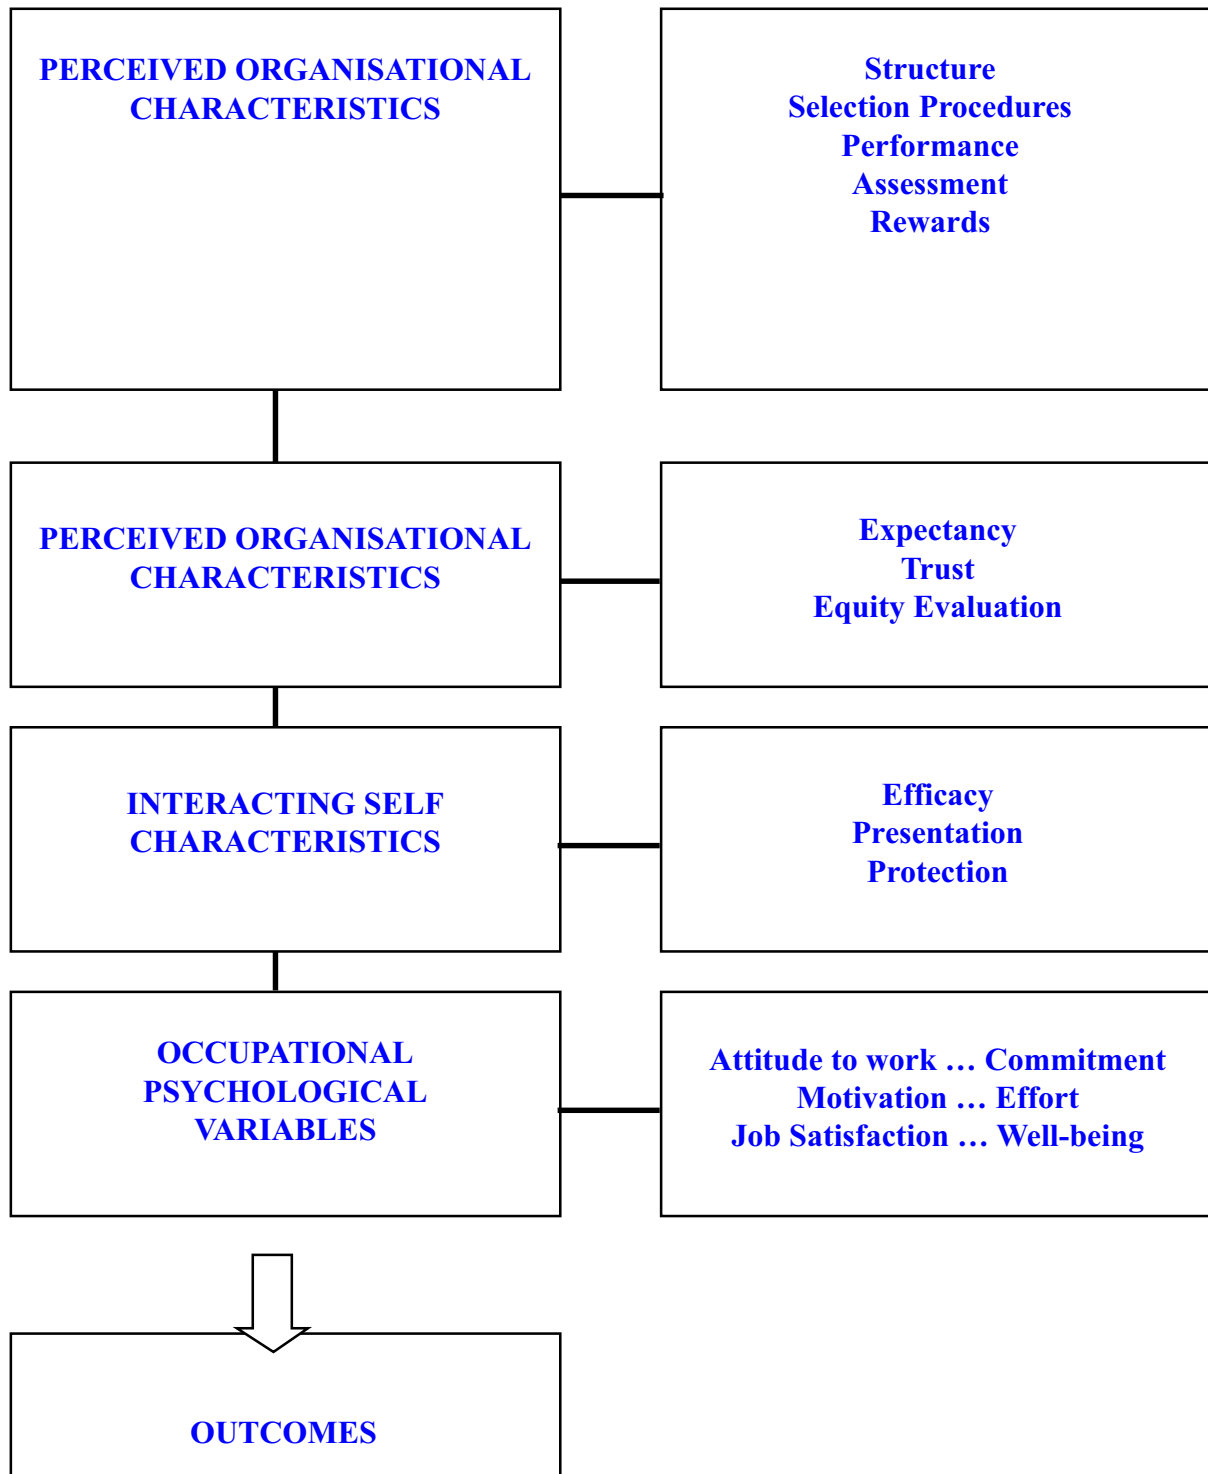 PERCEIVED ORGANISATIONAL
CHARACTERISTICS
Structure
Selection Procedures
Performance
Assessment
Rewards
PERCEIVED ORGANISATIONAL
CHARACTERISTICS
Expectancy
Trust
Equity Evaluation
INTERACTING SELF
CHARACTERISTICS
Efficacy
Presentation
Protection
OCCUPATIONAL
PSYCHOLOGICAL
VARIABLES
Attitude to work … Commitment
Motivation … Effort
Job Satisfaction … Well-being
OUTCOMES